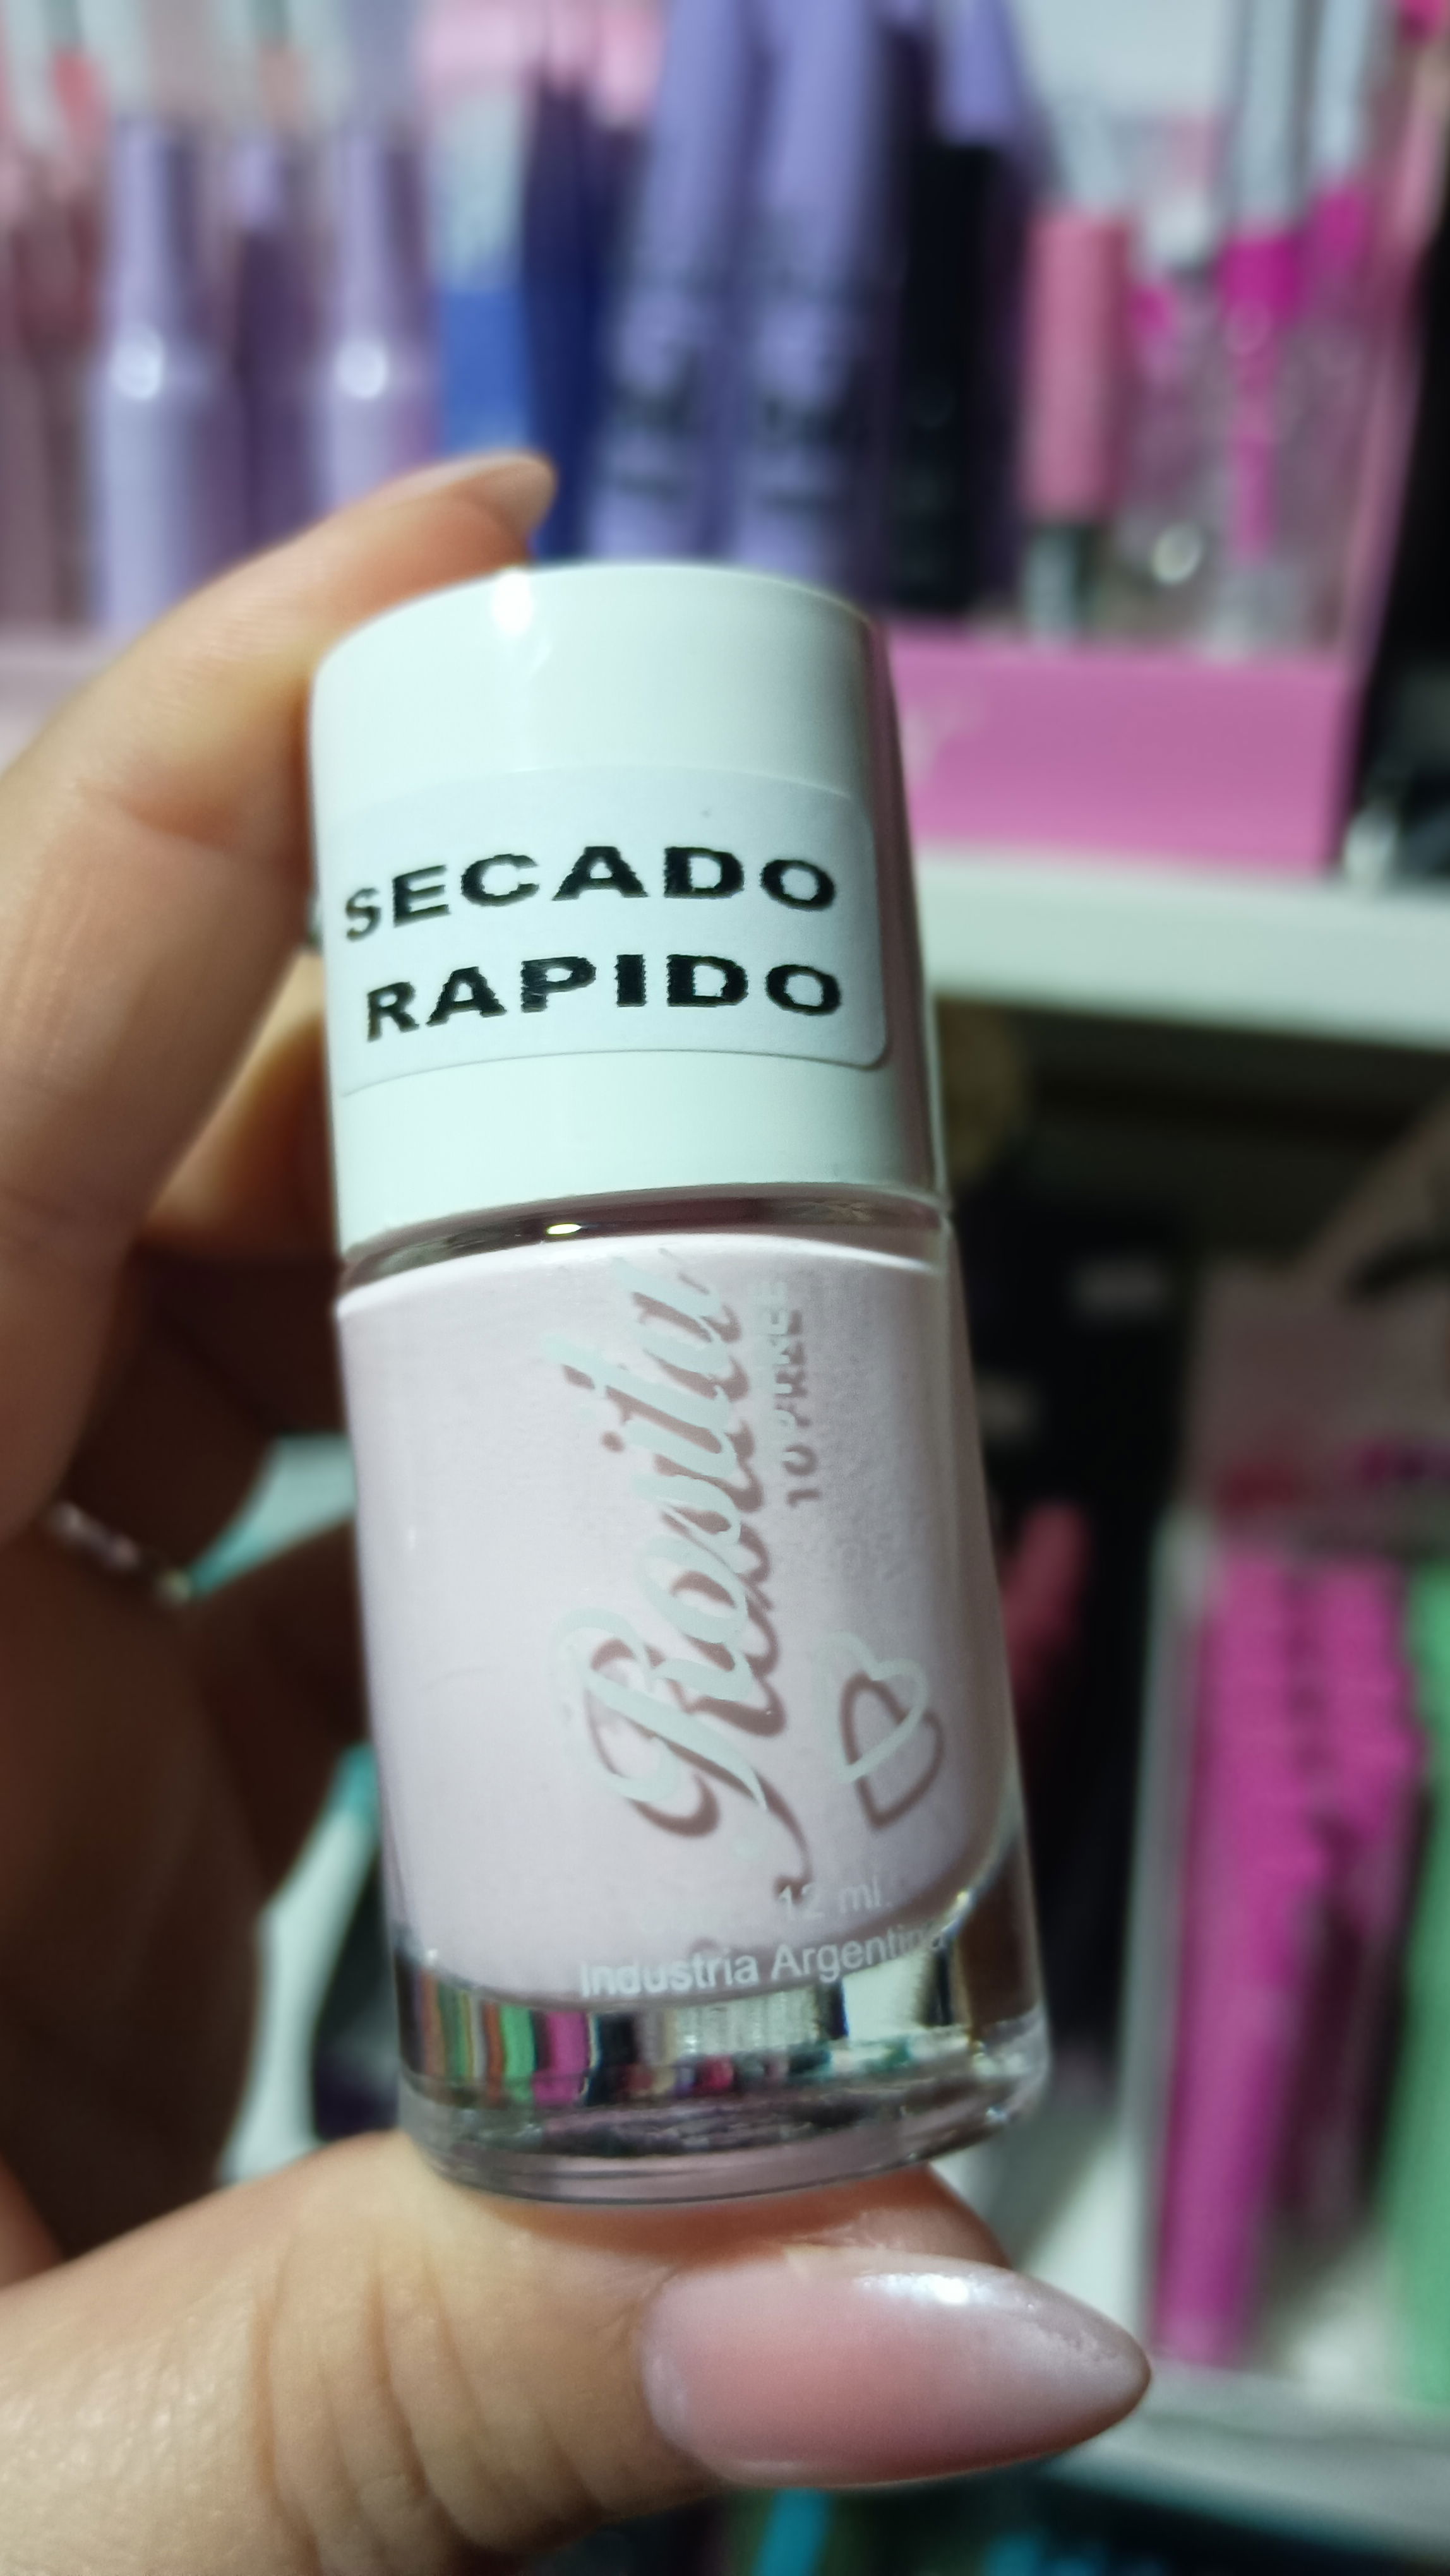 SECADO
RAPIDO
Rosita
10 FREE
12 ml.
Industria Argentina